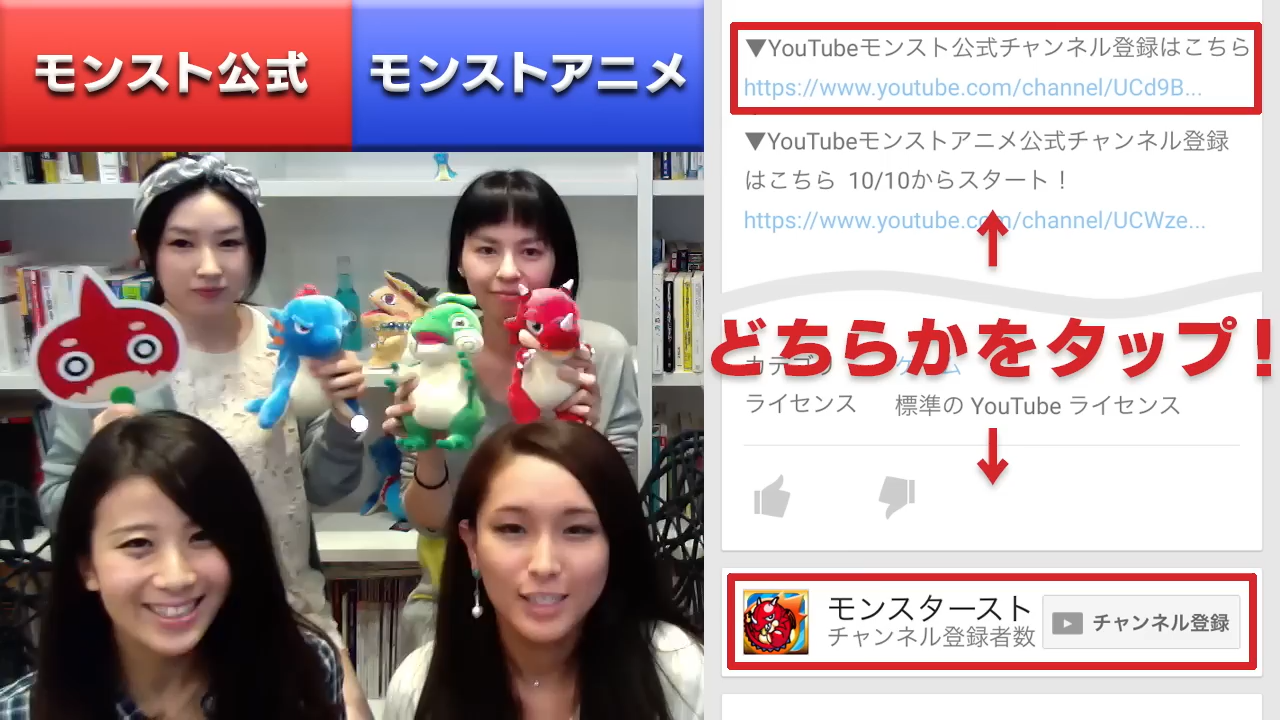 モンスト公式
モンストアニメ
▼YouTubeモンスト公式チャンネル登録はこちら
https://www.youtube.com/channel/UCd9B...
▼YouTubeモンストアニメ公式チャンネル登録
はこちら 10/10からスタート！
https://www.youtube.com/channel/UCWze...
どちらかをタップ！
ライセンス 標準の YouTube ライセンス
モンスタースト
チャンネル登録者数
チャンネル登録